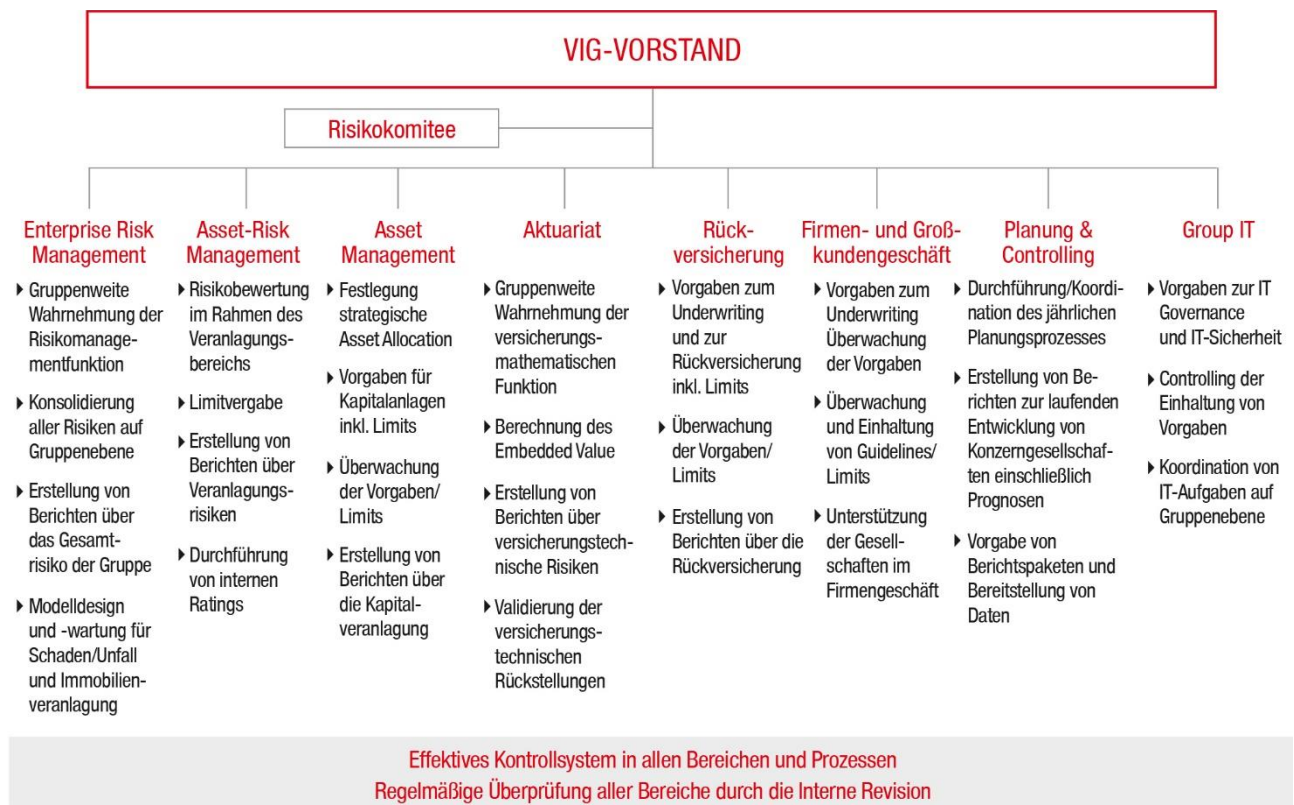 VIG-VORSTAND
Risikokomitee
Enterprise Risk
Management
▶ Gruppenweite
Wahrnehmung der
Risikomanage-
mentfunktion
▶ Konsolidierung
aller Risiken auf
Gruppenebene
▶ Erstellung von
Berichten über
das Gesamt-
risiko der Gruppe
▶ Modelldesign
und -wartung für
Schaden/Unfall
und Immobilien-
veranlagung
Asset-Risk
Management
▶ Risikobewertung
im Rahmen des
Veranlagungs-
bereichs
▶ Limitvergabe
▶ Erstellung von
Berichten über
Veranlagungs-
risiken
▶ Durchführung
von internen
Ratings
Asset
Management
▶ Festlegung
strategische
Asset Allocation
▶ Vorgaben für
Kapitalanlagen
inkl. Limits
▶ Überwachung
der Vorgaben/
Limits
▶ Erstellung von
Berichten über
die Kapital-
veranlagung
Aktuariat
▶ Gruppenweite
Wahrnehmung der
versicherungs-
mathematischen
Funktion
▶ Berechnung des
Embedded Value
▶ Erstellung von
Berichten über
versicherungstech-
nische Risiken
▶ Validierung der
versicherungs-
technischen
Rückstellungen
Rück-
versicherung
▶ Vorgaben zum
Underwriting
und zur
Rückversicherung
inkl. Limits
▶ Überwachung
der Vorgaben/
Limits
▶ Erstellung von
Berichten über die
Rückversicherung
Firmen- und Groß-
kundengeschäft
▶ Vorgaben zum
Underwriting
Überwachung
der Vorgaben
▶ Überwachung
und Einhaltung
von Guidelines/
Limits
▶ Unterstützung
der Gesell-
schaften im
Firmengeschäft
Planung &
Controlling
▶ Durchführung/Koordi-
nation des jährlichen
Planungsprozesses
▶ Erstellung von Be-
richten zur laufenden
Entwicklung von
Konzerngesellschaf-
ten einschließlich
Prognosen
▶ Vorgabe von
Berichtspaketen und
Bereitstellung von
Daten
Group IT
▶ Vorgaben zur IT
Governance
und IT-Sicherheit
▶ Controlling der
Einhaltung von
Vorgaben
▶ Koordination von
IT-Aufgaben auf
Gruppenebene
Effektives Kontrollsystem in allen Bereichen und Prozessen
Regelmäßige Überprüfung aller Bereiche durch die Interne Revision